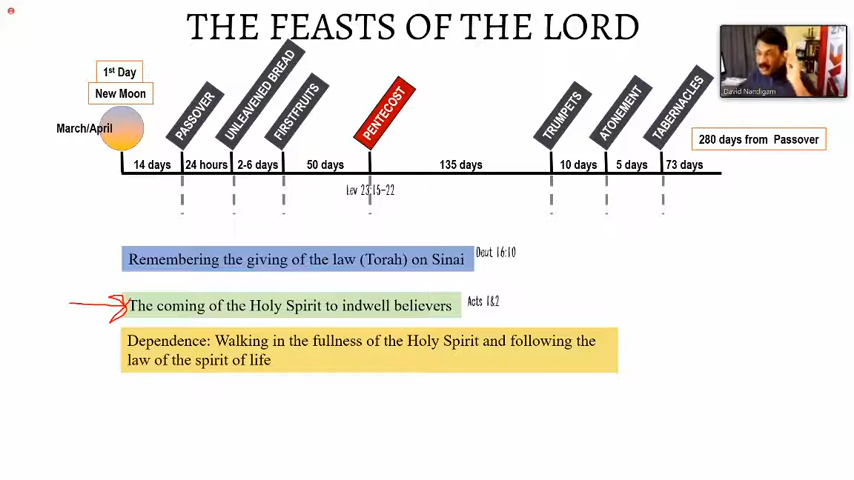 THE FEASTS OF THE LORD
David Nandigam
1st Day
New Moon
March/April
PASSOVER
UNLEAVENED BREAD
FIRSTFRUITS
PENTECOST
TRUMPETS
ATONEMENT
TABERNACLES
280 days from Passover
14 days
24 hours
2-6 days
50 days
135 days
10 days
5 days
73 days
Lev 23:15-22
Remembering the giving of the law (Torah) on Sinai
Deut 16:10
The coming of the Holy Spirit to indwell believers
Acts 1&2
Dependence: Walking in the fullness of the Holy Spirit and following the
law of the spirit of life